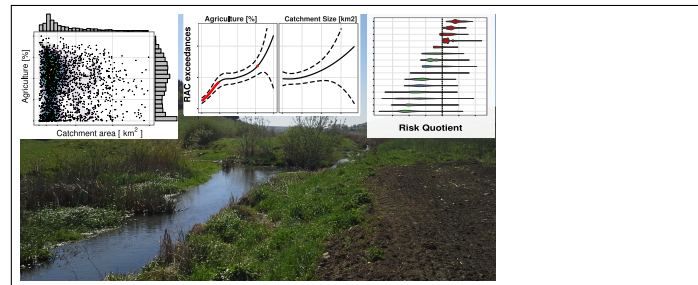 Agriculture [%]
Catchment area [ km² ]
RAC exceedances
Agriculture [%]
Catchment Size [km2]
Risk Quotient